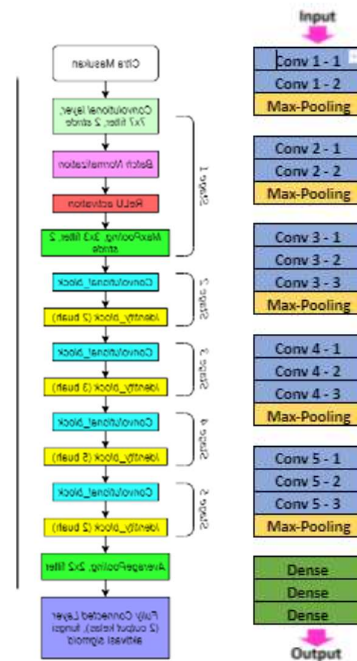 Citra Masukan
Convolutional layer,
7x7 filter, 2 stride
Batch Normalization
ReLU activation
MaxPooling, 3x3 filter, 2
stride
Stage 1
Convolutional_block
Identity_block (2 buah)
Stage 2
Convolutional_block
Identity_block (3 buah)
Stage 3
Convolutional_block
Identity_block (5 buah)
Stage 4
Convolutional_block
Identity_block (2 buah)
Stage 5
AveragePooling, 2x2 filter
Fully Connected Layer
(2 output kelas), fungsi
aktivasi sigmoid
Input
Conv 1 - 1
Conv 1 - 2
Max-Pooling
Conv 2 - 1
Conv 2 - 2
Max-Pooling
Conv 3 - 1
Conv 3 - 2
Conv 3 - 3
Max-Pooling
Conv 4 - 1
Conv 4 - 2
Conv 4 - 3
Max-Pooling
Conv 5 - 1
Conv 5 - 2
Conv 5 - 3
Max-Pooling
Dense
Dense
Dense
Output